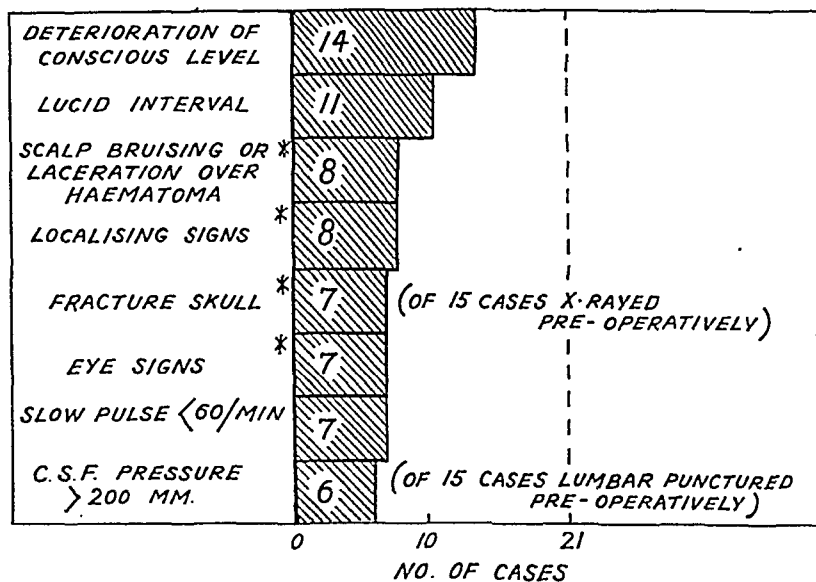 DETERIORATION OF
CONSCIOUS LEVEL
14
LUCID INTERVAL
11
SCALP BRUISING OR *
LACERATION OVER
HAEMATOMA
8
*
LOCALISING SIGNS
8
*
FRACTURE SKULL
7
(OF 15 CASES X·RAYED
PRE-OPERATIVELY)
*
EYE SIGNS
7
SLOW PULSE <60/MIN
7
C.S.F. PRESSURE
>200 MM.
6
(OF 15 CASES LUMBAR PUNCTURED
PRE-OPERATIVELY)
0 10 21
NO. OF CASES